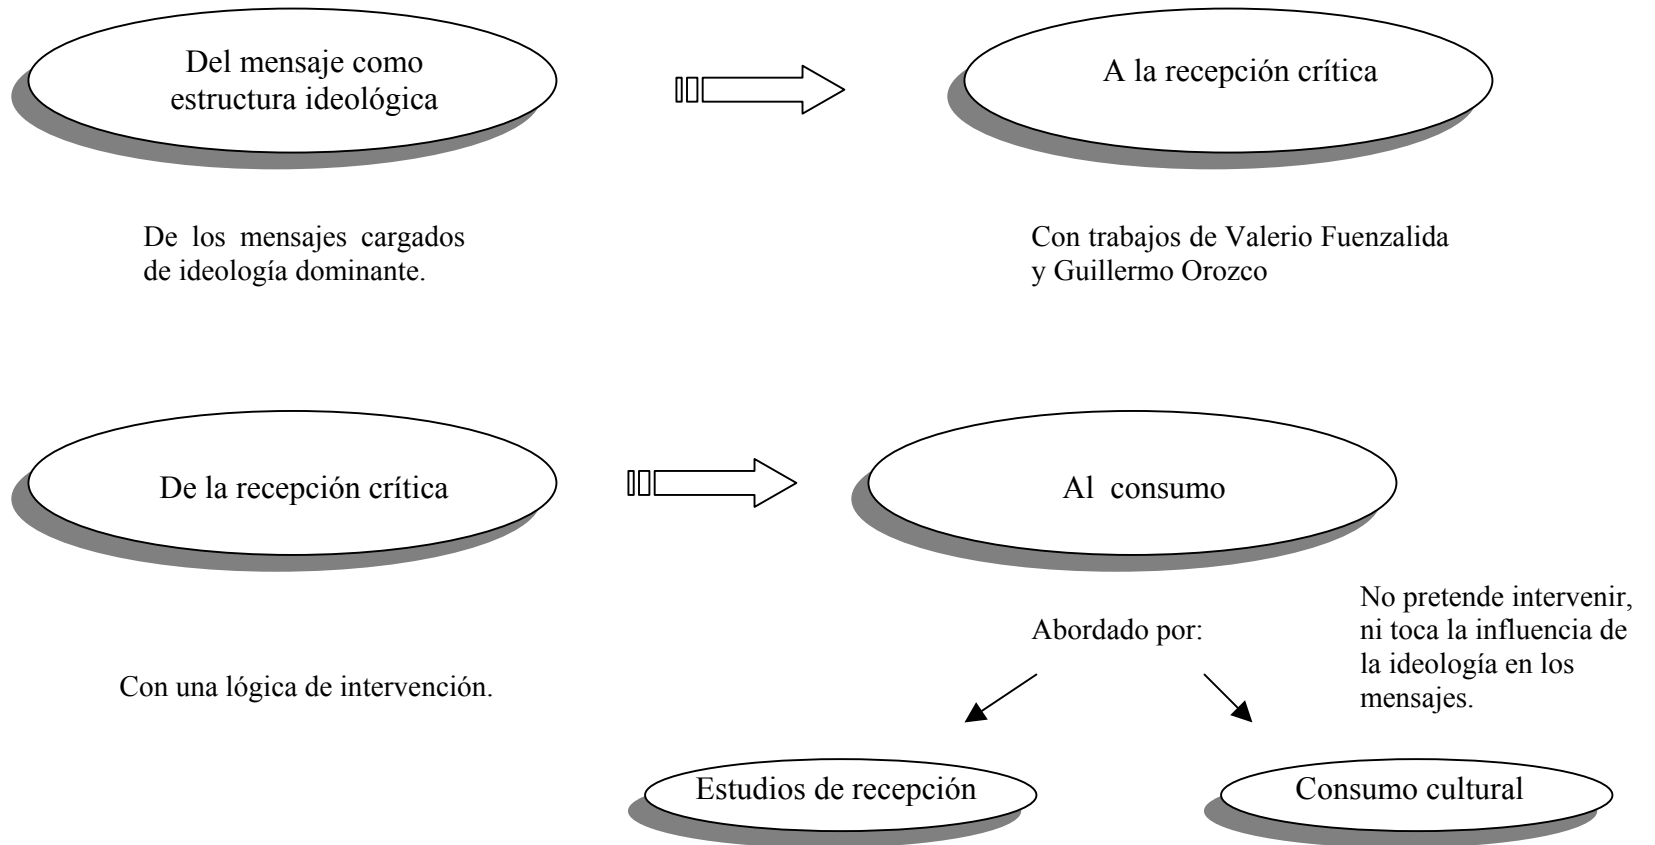 Del mensaje como
estructura ideológica
A la recepción crítica
De los mensajes cargados
de ideología dominante.
Con trabajos de Valerio Fuenzalida
y Guillermo Orozco
De la recepción crítica
Al consumo
Con una lógica de intervención.
Abordado por:
No pretende intervenir,
ni toca la influencia de
la ideología en los
mensajes.
Estudios de recepción
Consumo cultural